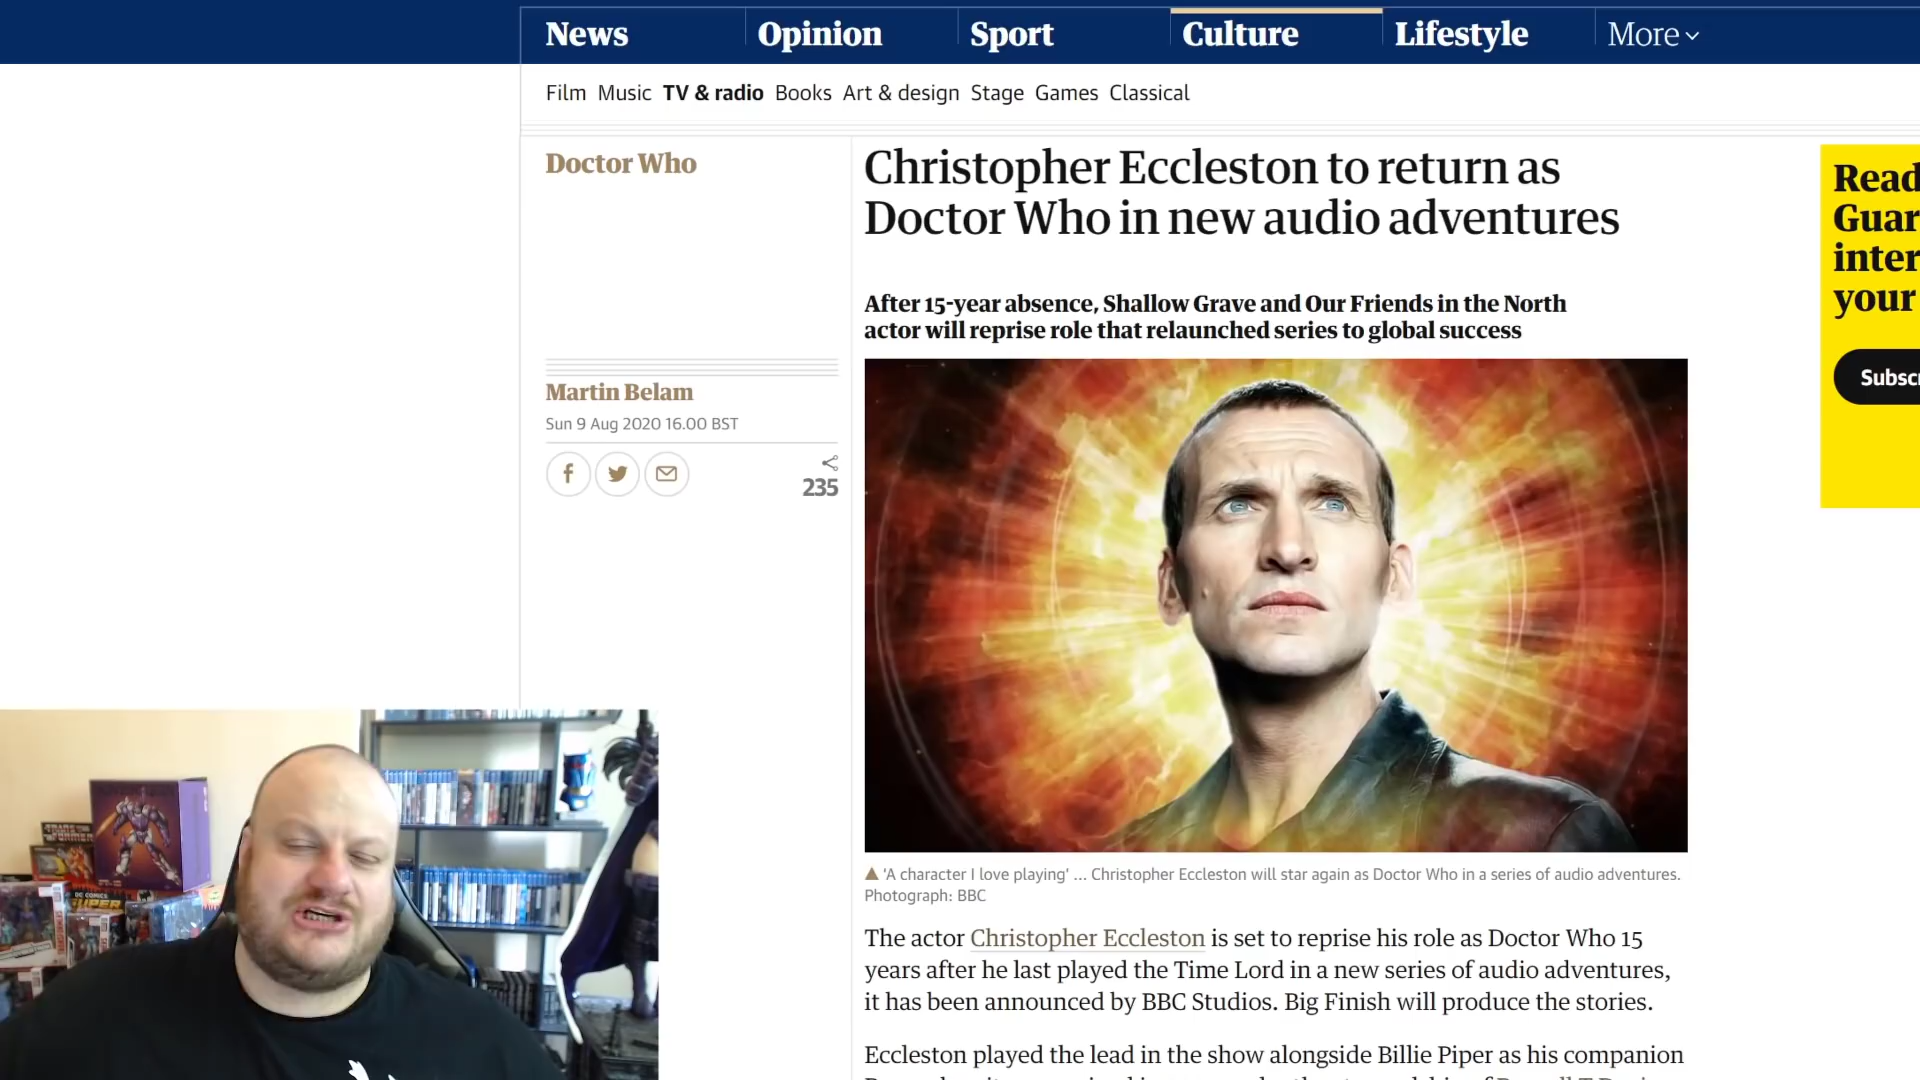 News Opinion Sport Culture Lifestyle More
Film Music TV & radio Books Art & design Stage Games Classical
Doctor Who
Christopher Eccleston to return as
Doctor Who in new audio adventures
After 15-year absence, Shallow Grave and Our Friends in the North
actor will reprise role that relaunched series to global success
Martin Belam
Sun 9 Aug 2020 16.00 BST
235
'A character I love playing' ... Christopher Eccleston will star again as Doctor Who in a series of audio adventures.
Photograph: BBC
The actor Christopher Eccleston is set to reprise his role as Doctor Who 15
years after he last played the Time Lord in a new series of audio adventures,
it has been announced by BBC Studios. Big Finish will produce the stories.
Eccleston played the lead in the show alongside Billie Piper as his companion
Read
your
DC COMICS
SUPER